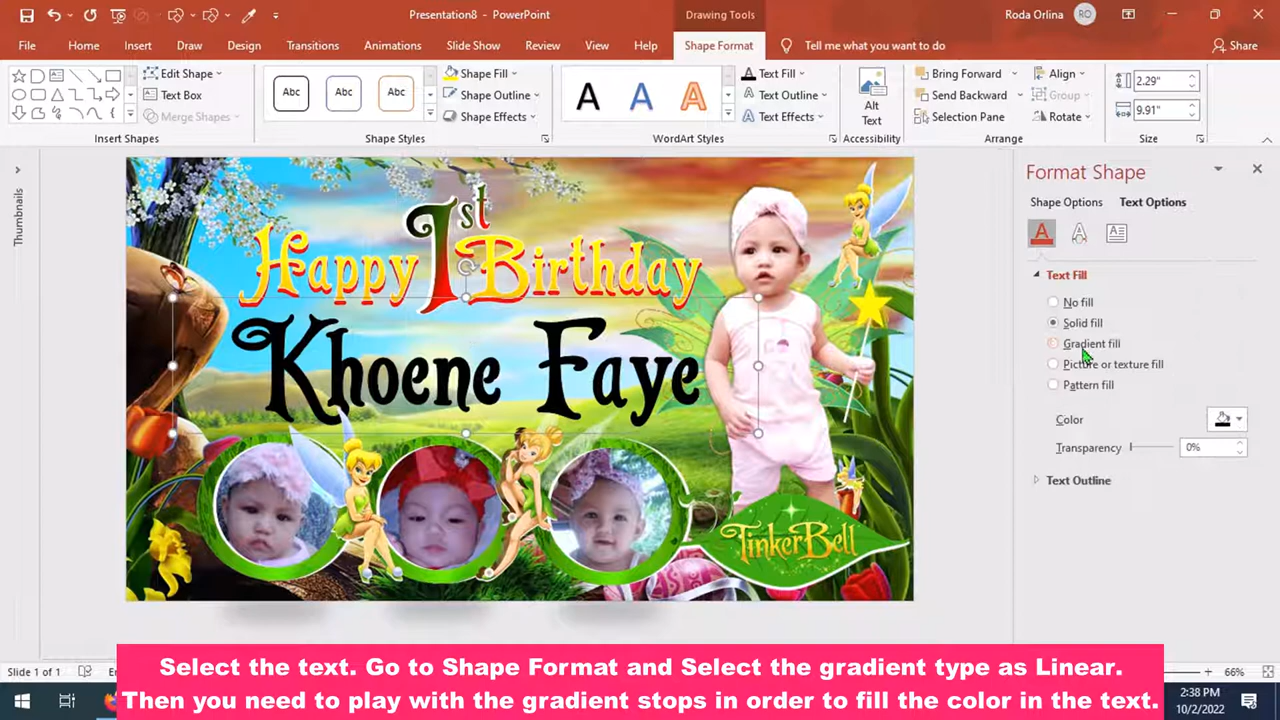 Presentation8 - PowerPoint
Drawing Tools
Roda Orlina
RO
File
Home
Insert
Draw
Design
Transitions
Animations
Slide Show
Review
View
Help
Shape Format
Tell me what you want to do
Share
Edit Shape
Text Box
Merge Shapes
Insert Shapes
Abc
Abc
Abc
Shape Fill
Shape Outline
Shape Effects
Shape Styles
A
A
A
Text Fill
Text Outline
Text Effects
WordArt Styles
Alt
Text
Accessibility
Bring Forward
Send Backward
Selection Pane
Align
Group
Rotate
Arrange
2.29"
9.91"
Size
Thumbnails
1st
Happy Birthday
Khoene Faye
TinkerBell
Format Shape
Shape Options
Text Options
Text Fill
No fill
Solid fill
Gradient fill
Picture or texture fill
Pattern fill
Color
Transparency
0%
Text Outline
Slide 1 of 1
66%
Select the text. Go to Shape Format and Select the gradient type as Linear.
Then you need to play with the gradient stops in order to fill the color in the text.
2:38 PM
10/2/2022